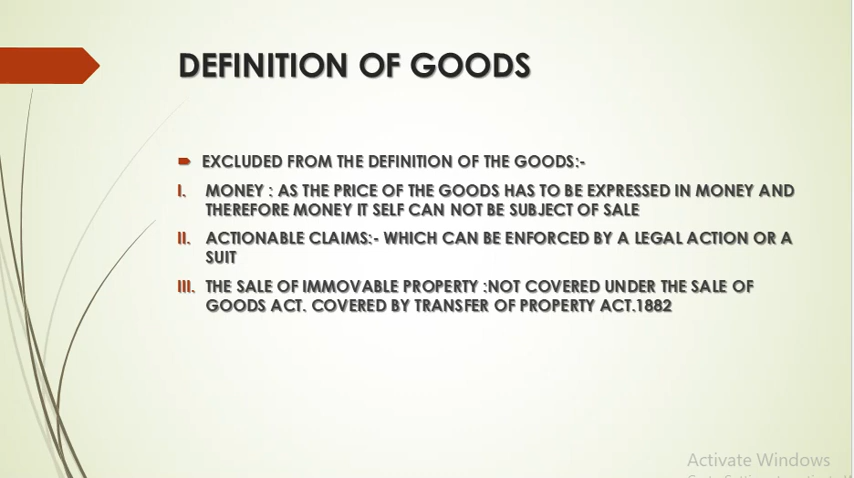 DEFINITION OF GOODS
EXCLUDED FROM THE DEFINITION OF THE GOODS:-
I. MONEY : AS THE PRICE OF THE GOODS HAS TO BE EXPRESSED IN MONEY AND
THEREFORE MONEY IT SELF CAN NOT BE SUBJECT OF SALE
II. ACTIONABLE CLAIMS:- WHICH CAN BE ENFORCED BY A LEGAL ACTION OR A
SUIT
III. THE SALE OF IMMOVABLE PROPERTY :NOT COVERED UNDER THE SALE OF
GOODS ACT. COVERED BY TRANSFER OF PROPERTY ACT.1882
Activate Windows